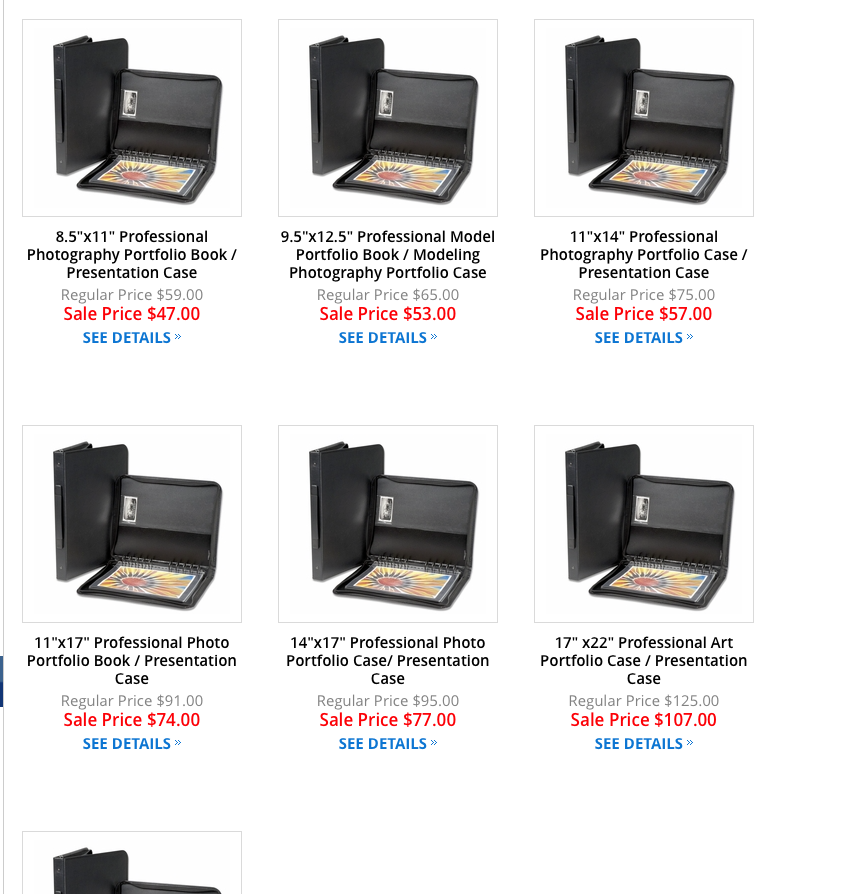 8.5"x11" Professional
Photography Portfolio Book /
Presentation Case
Regular Price $59.00
Sale Price $47.00
SEE DETAILS »
9.5"x12.5" Professional Model
Portfolio Book / Modeling
Photography Portfolio Case
Regular Price $65.00
Sale Price $53.00
SEE DETAILS »
11"x14" Professional
Photography Portfolio Case /
Presentation Case
Regular Price $75.00
Sale Price $57.00
SEE DETAILS »
11"x17" Professional Photo
Portfolio Book / Presentation
Case
Regular Price $91.00
Sale Price $74.00
SEE DETAILS »
14"x17" Professional Photo
Portfolio Case/ Presentation
Case
Regular Price $95.00
Sale Price $77.00
SEE DETAILS »
17" x22" Professional Art
Portfolio Case / Presentation
Case
Regular Price $125.00
Sale Price $107.00
SEE DETAILS »